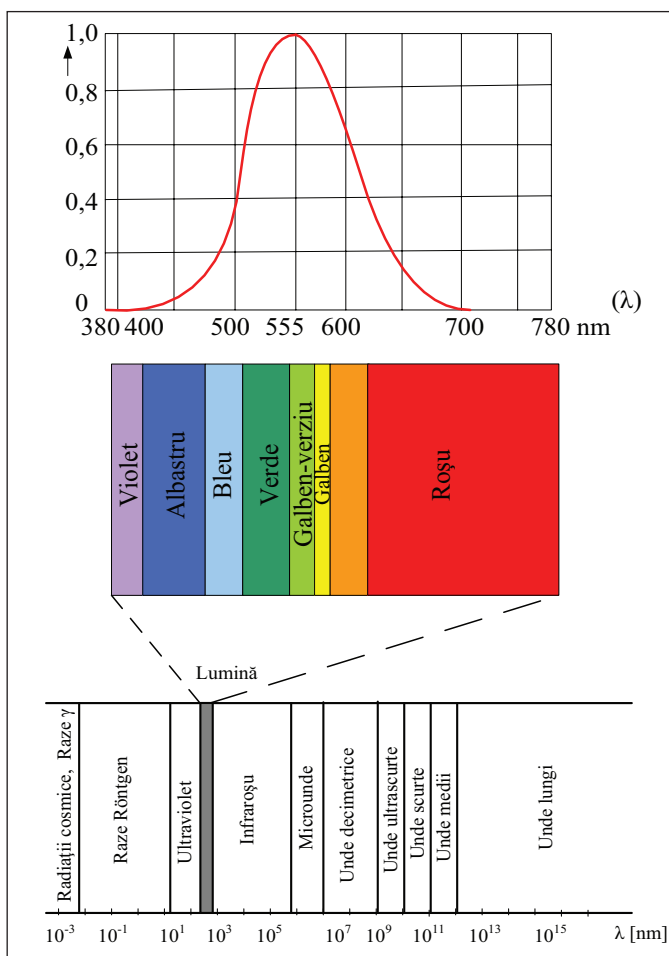 1,0
0,8
0,6
0,4
0,2
0
(λ)
380 400 500 555 600 700 780 nm
Violet
Albastru
Bleu
Verde
Galben-verziu
Galben
Roșu
Lumină
Radiații cosmice, Raze γ
Raze Röntgen
Ultraviolet
Infraroșu
Microunde
Unde decimetrice
Unde ultrascurte
Unde scurte
Unde medii
Unde lungi
10⁻³ 10⁻¹ 10¹ 10³ 10⁵ 10⁷ 10⁹ 10¹¹ 10¹³ 10¹⁵ λ [nm]